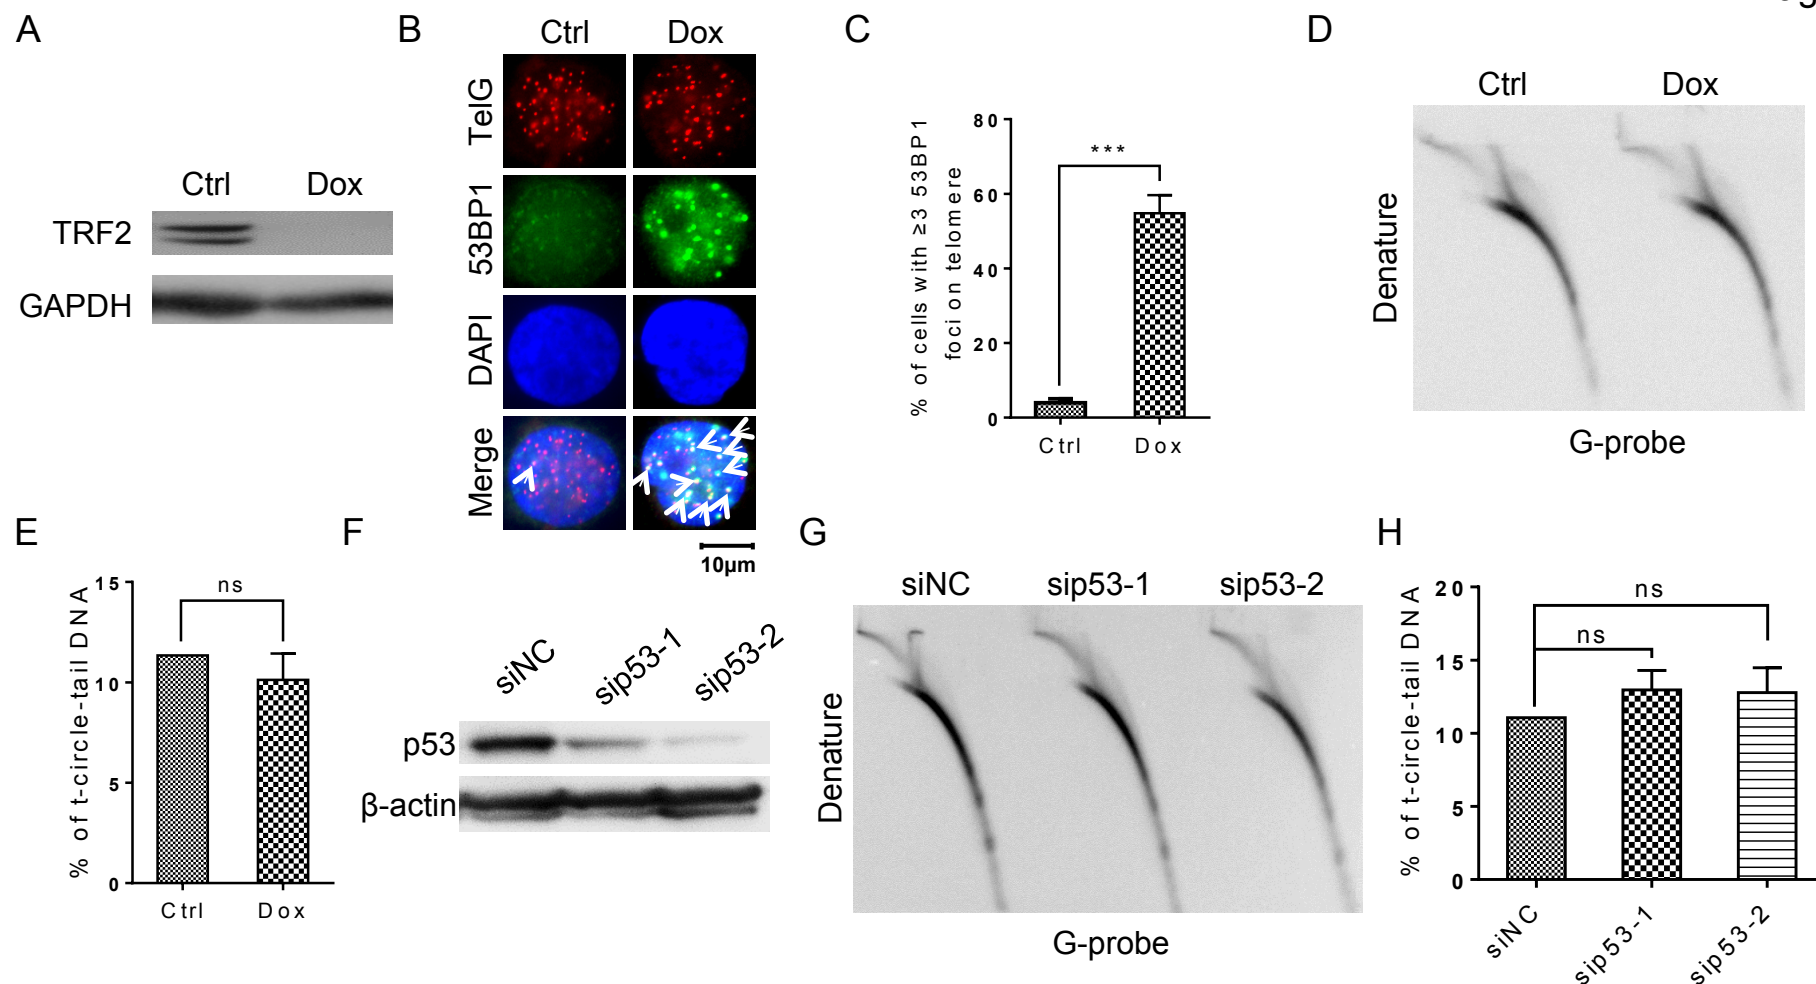 A
Ctrl
Dox
TRF2
GAPDH
B
Ctrl
Dox
TelG
53BP1
DAPI
Merge
10μm
C
% of cells with ≥3 53BP1
foci on telomere
80
60
40
20
0
***
Ctrl
Dox
D
Ctrl
Dox
Denature
G-probe
E
% of t-circle-tail DNA
15
10
5
0
ns
Ctrl
Dox
F
siNC
sip53-1
sip53-2
p53
β-actin
G
siNC
sip53-1
sip53-2
Denature
G-probe
H
% of t-circle-tail DNA
20
15
10
5
0
ns
ns
siNC
sip53-1
sip53-2